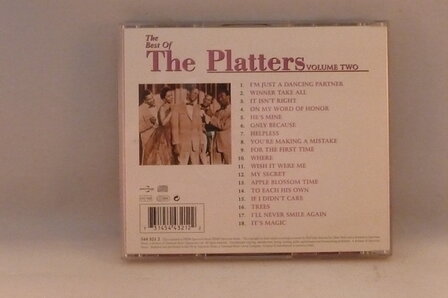 The
Best Of
The Platters VOLUME TWO
1. I'M JUST A DANCING PARTNER
2. WINNER TAKE ALL
3. IT ISN'T RIGHT
4. ON MY WORD OF HONOR
5. HE'S MINE
6. ONLY BECAUSE
7. HELPLESS
8. YOU'RE MAKING A MISTAKE
9. FOR THE FIRST TIME
10. WHERE
11. WISH IT WERE ME
12. MY SECRET
13. APPLE BLOSSOM TIME
14. TO EACH HIS OWN
15. IF I DIDN'T CARE
16. TREES
17. I'LL NEVER SMILE AGAIN
18. IT'S MAGIC